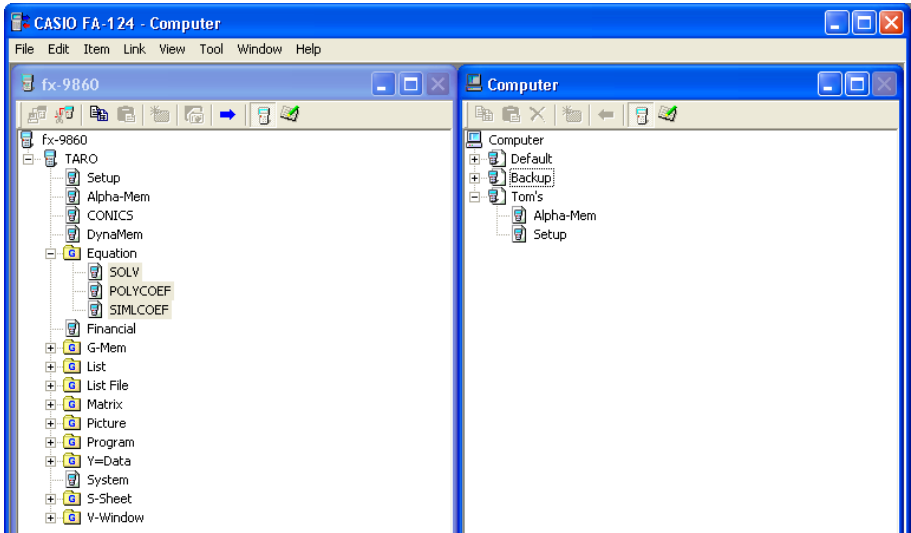 CASIO FA-124 - Computer
File Edit Item Link View Tool Window Help
fx-9860
fx-9860
TARO
Setup
Alpha-Mem
CONICS
DynaMem
Equation
SOLV
POLYCOEF
SIMLCOEF
Financial
G-Mem
List
List File
Matrix
Picture
Program
Y=Data
System
S-Sheet
V-Window
Computer
Computer
Default
Backup
Tom's
Alpha-Mem
Setup